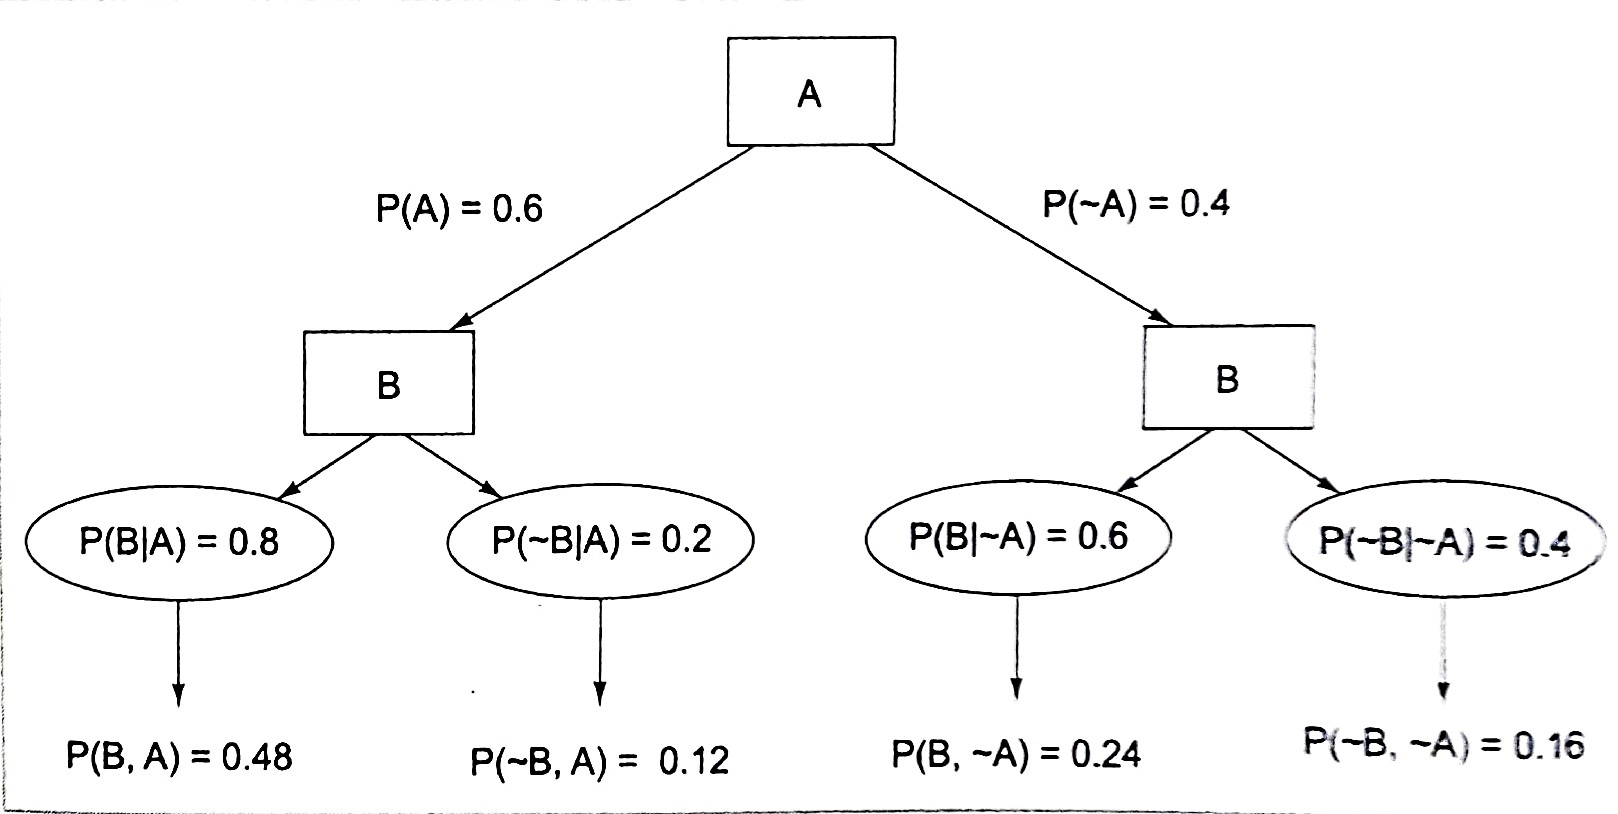 A
P(A) = 0.6
P(~A) = 0.4
B
B
P(B|A) = 0.8
P(~B|A) = 0.2
P(B|~A) = 0.6
P(~B|~A) = 0.4
P(B, A) = 0.48
P(~B, A) = 0.12
P(B, ~A) = 0.24
P(~B, ~A) = 0.16